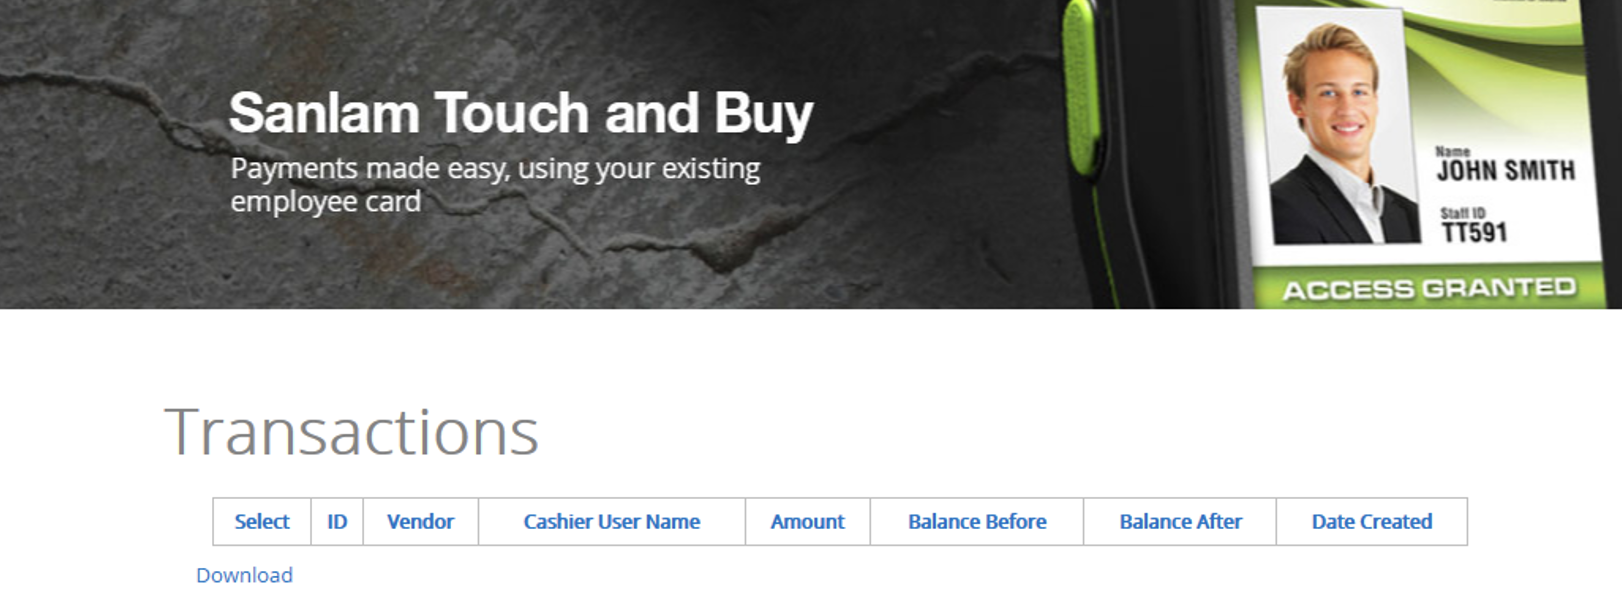 Sanlam Touch and Buy
Payments made easy, using your existing
employee card
Name
JOHN SMITH
Staff ID
TT591
ACCESS GRANTED
Transactions
Select ID Vendor Cashier User Name Amount Balance Before Balance After Date Created
Download